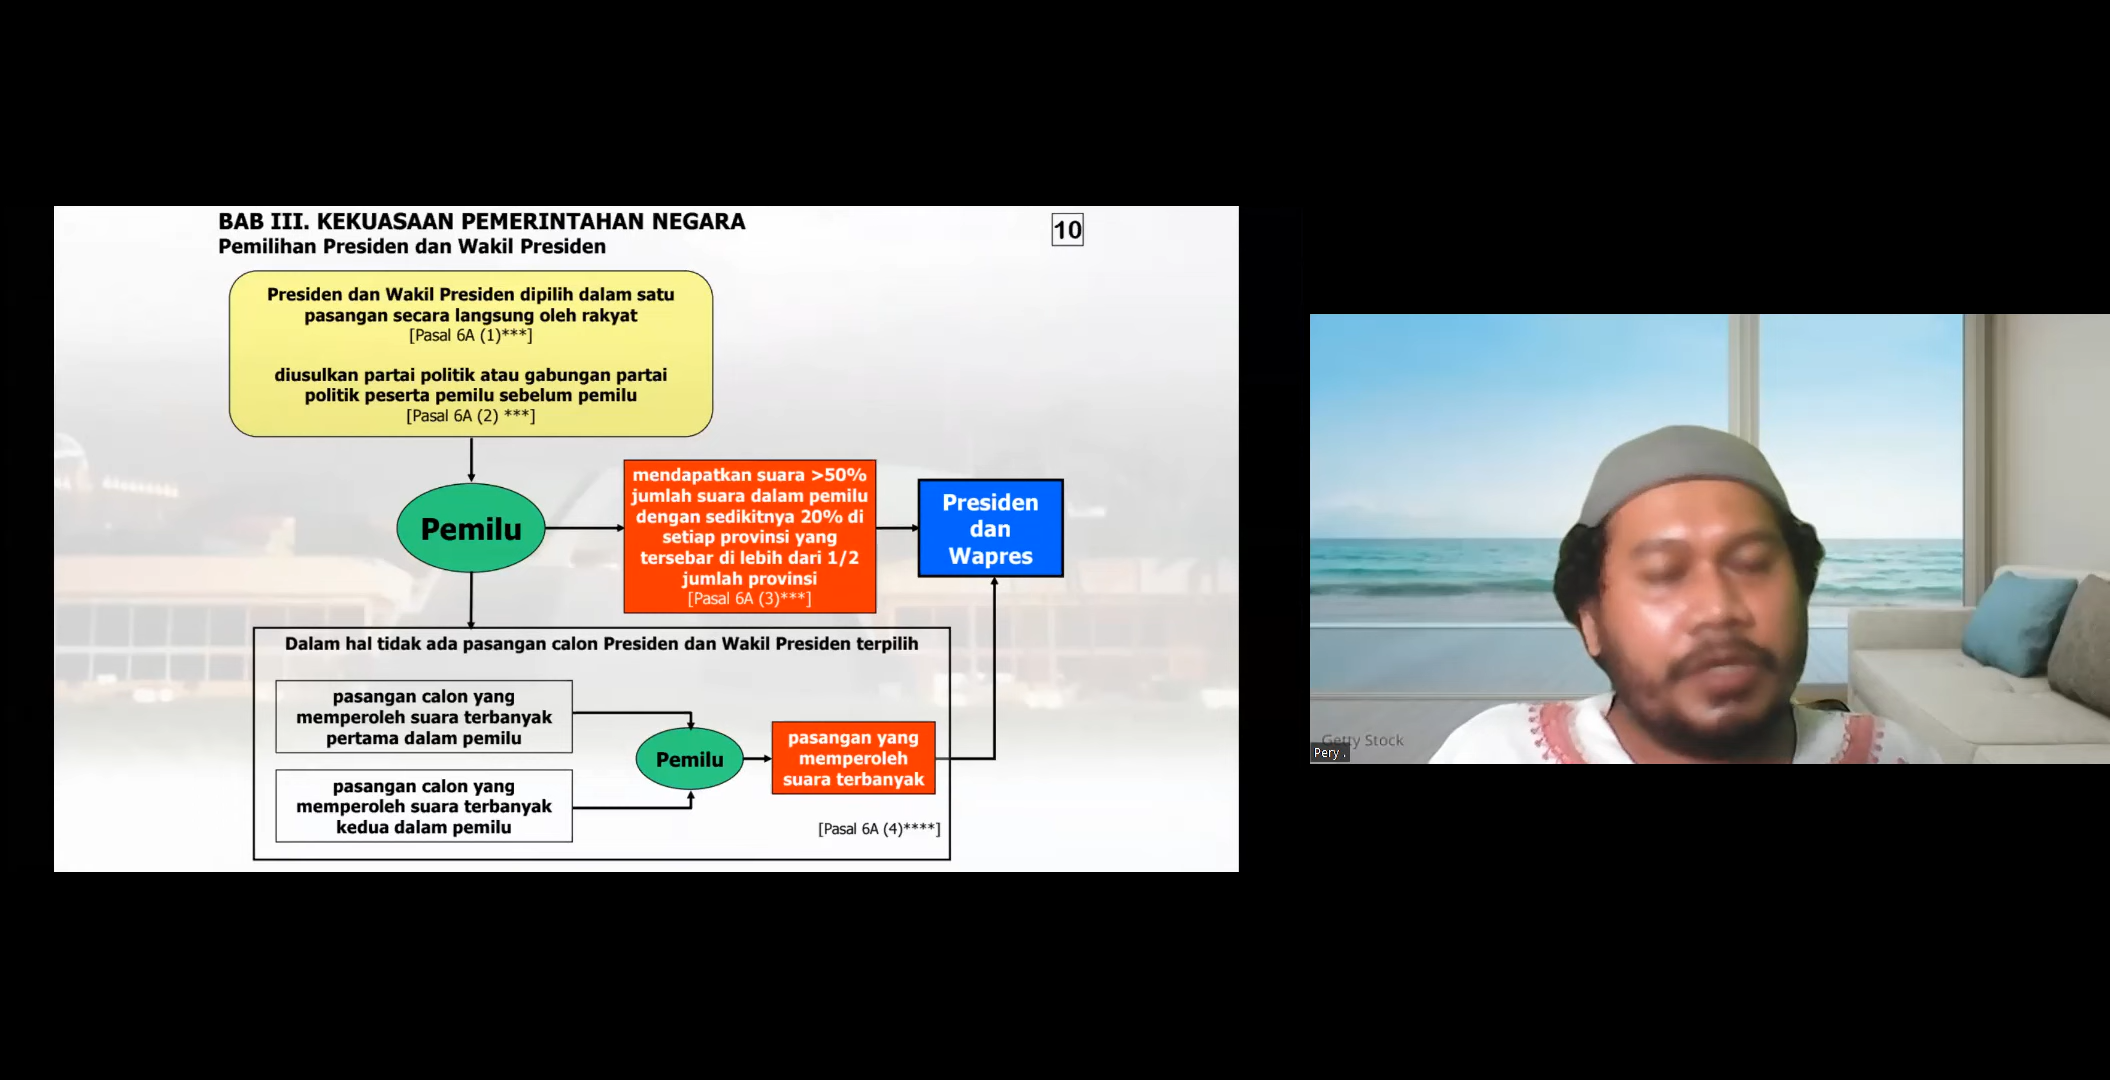 BAB III. KEKUASAAN PEMERINTAHAN NEGARA
Pemilihan Presiden dan Wakil Presiden
10
Presiden dan Wakil Presiden dipilih dalam satu
pasangan secara langsung oleh rakyat
[Pasal 6A (1)***]
diusulkan partai politik atau gabungan partai
politik peserta pemilu sebelum pemilu
[Pasal 6A (2) ***]
Pemilu
mendapatkan suara >50%
jumlah suara dalam pemilu
dengan sedikitnya 20% di
setiap provinsi yang
tersebar di lebih dari 1/2
jumlah provinsi
[Pasal 6A (3)***]
Presiden
dan
Wapres
Dalam hal tidak ada pasangan calon Presiden dan Wakil Presiden terpilih
pasangan calon yang
memperoleh suara terbanyak
pertama dalam pemilu
pasangan calon yang
memperoleh suara terbanyak
kedua dalam pemilu
Pemilu
pasangan yang
memperoleh
suara terbanyak
[Pasal 6A (4)****]
Getty Stock
Pery .